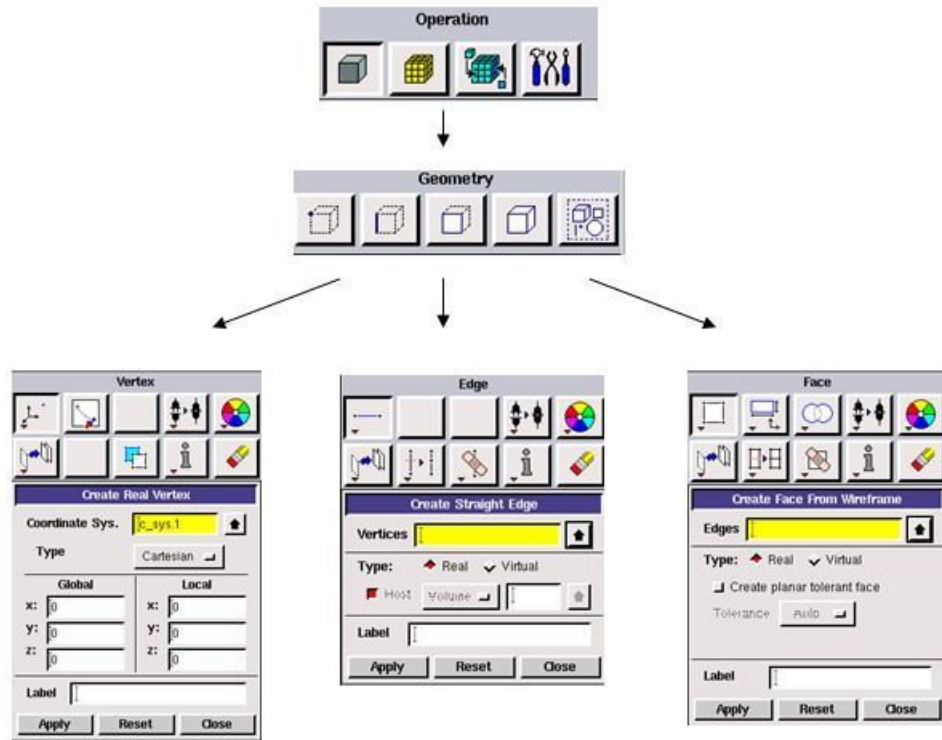 Operation
Geometry
Vertex
Create Real Vertex
Coordinate Sys. c_sys.1
Type Cartesian
Global Local
x: 0 x: 0
y: 0 y: 0
z: 0 z: 0
Label
Apply Reset Close
Edge
Create Straight Edge
Vertices
Type: Real Virtual
Host Volume
Label
Apply Reset Close
Face
Create Face From Wireframe
Edges
Type: Real Virtual
Create planar tolerant face
Tolerance Auto
Label
Apply Reset Close